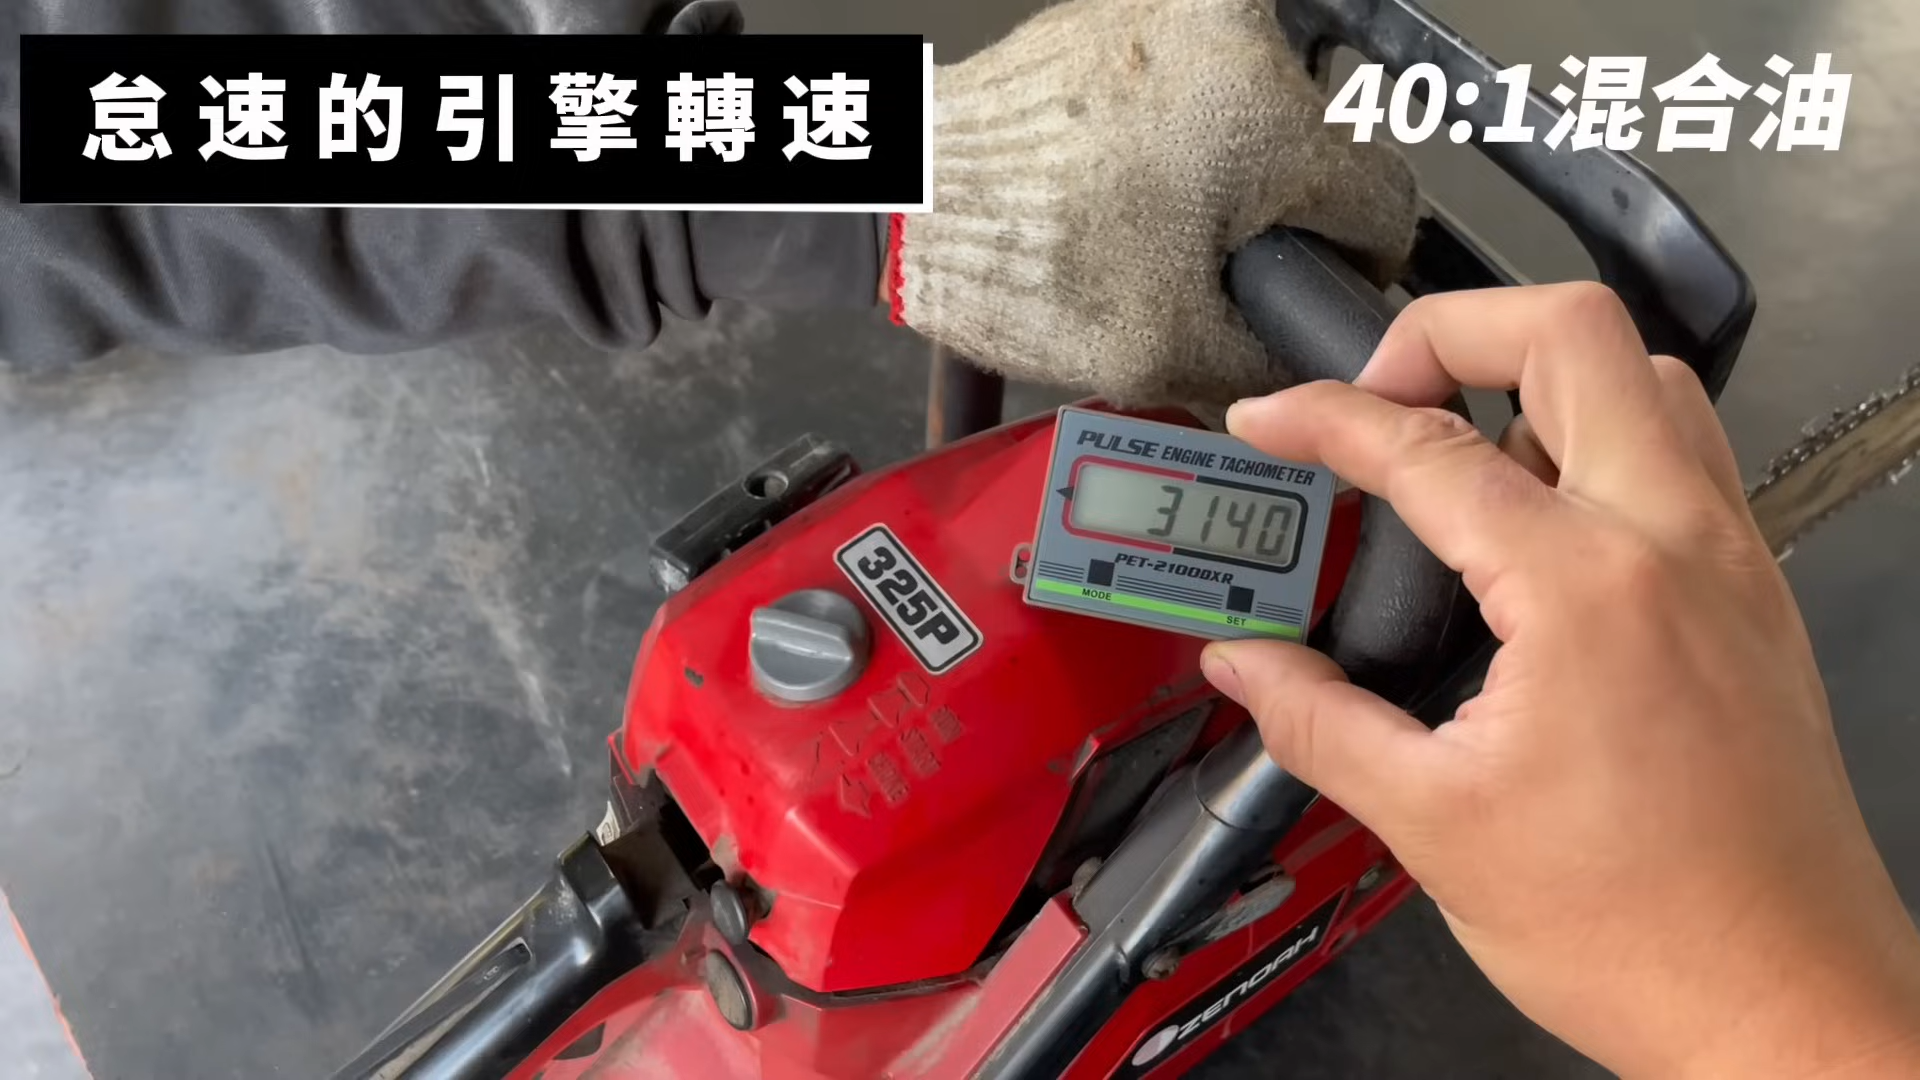 怠速的引擎轉速
40:1混合油
PULSE ENGINE TACHOMETER
3140
PET-2100DXR
MODE
SET
325P
ZENOAH